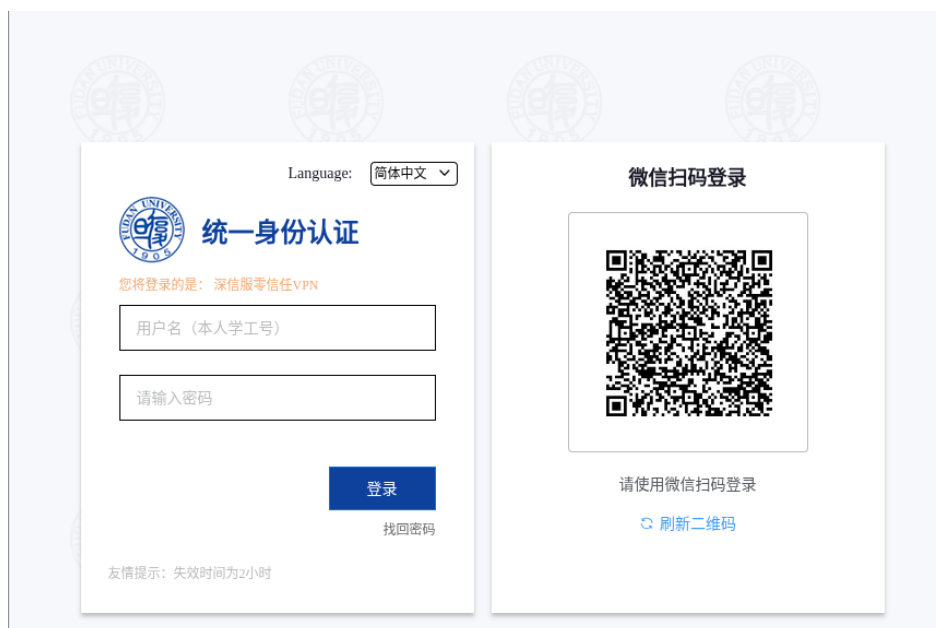 Language: 简体中文
FUDAN UNIVERSITY
1905
统一身份认证
您将登录的是： 深信服零信任VPN
用户名（本人学工号）
请输入密码
登录
找回密码
友情提示：失效时间为2小时
微信扫码登录
请使用微信扫码登录
刷新二维码